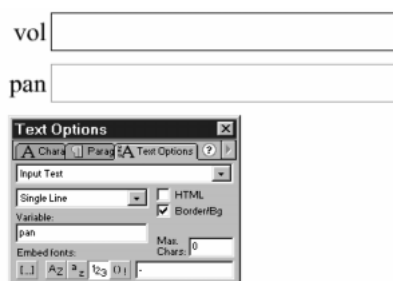 vol
pan
Text Options
Chara Parag Text Options ?
Input Text
Single Line HTML
Border/Bg
Variable:
pan
Max. Chars: 0
Embed fonts:
[...] AZ az 123 () ! -